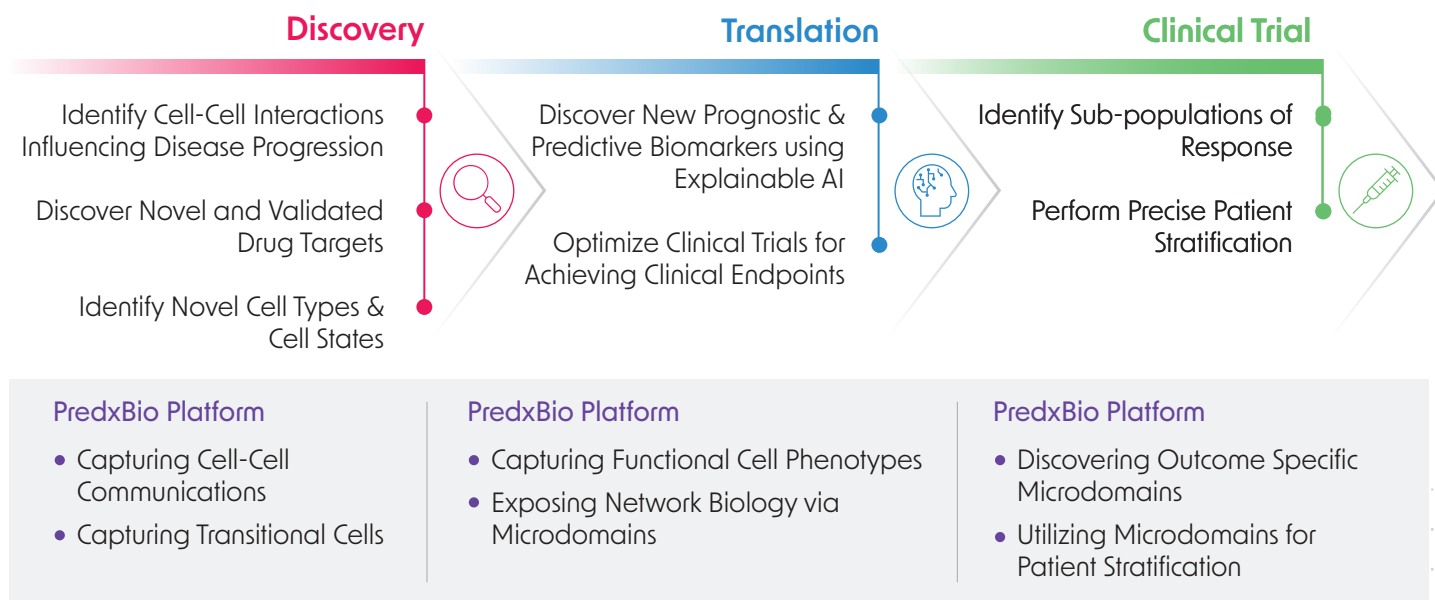 Discovery
Identify Cell-Cell Interactions
Influencing Disease Progression
Discover Novel and Validated
Drug Targets
Identify Novel Cell Types &
Cell States
Translation
Discover New Prognostic &
Predictive Biomarkers using
Explainable AI
Optimize Clinical Trials for
Achieving Clinical Endpoints
Clinical Trial
Identify Sub-populations of
Response
Perform Precise Patient
Stratification
PredxBio Platform
• Capturing Cell-Cell
Communications
• Capturing Transitional Cells
PredxBio Platform
• Capturing Functional Cell Phenotypes
• Exposing Network Biology via
Microdomains
PredxBio Platform
• Discovering Outcome Specific
Microdomains
• Utilizing Microdomains for
Patient Stratification